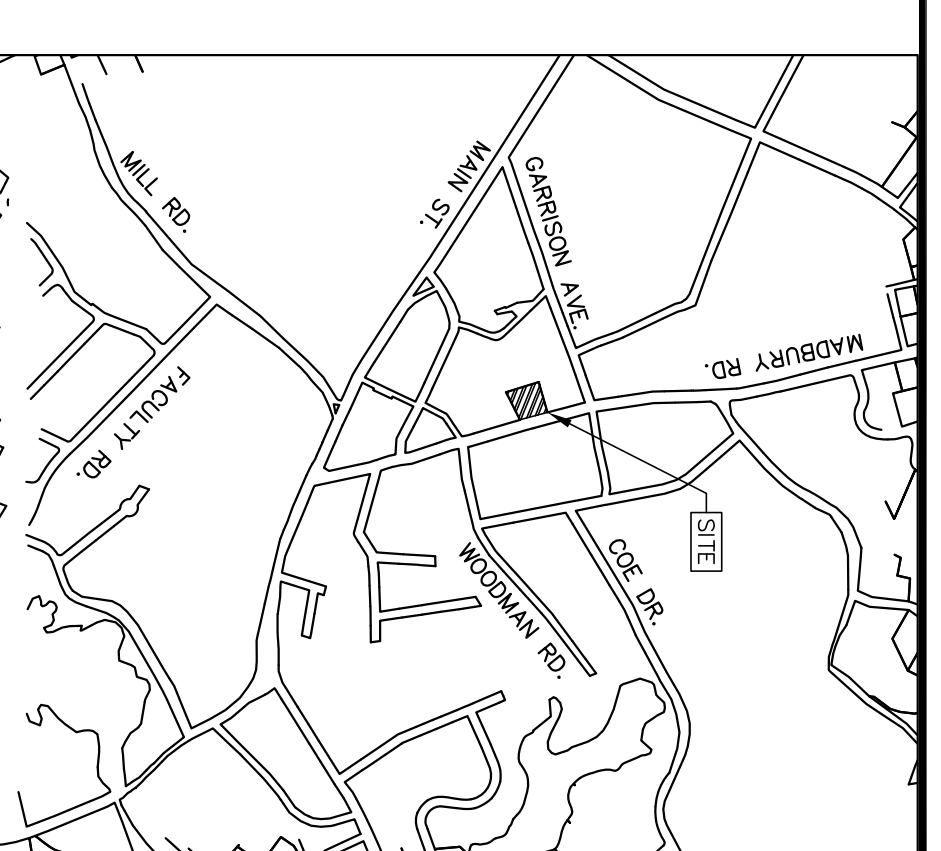 MILL RD.
MAIN ST.
GARRISON AVE.
MADBURY RD.
FACULTY RD.
SITE
WOODMAN RD.
COE DR.